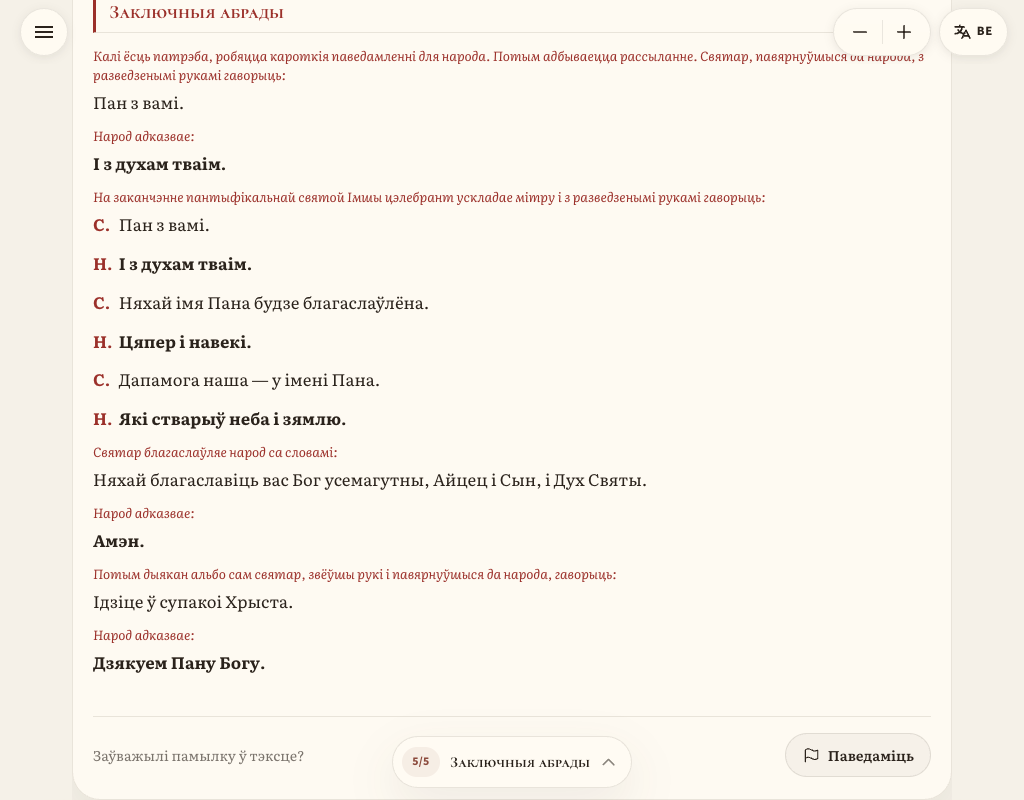 Заключныя абрады
BE
Калі ёсць патрэба, робяцца кароткія паведамленні для народа. Потым адбываецца рассыланне. Святар, павярнуўшыся да народа, з
разведзенымі рукамі гаворыць:
Пан з вамі.
Народ адказвае:
І з духам тваім.
На заканчэнне пантыфікальнай святой Імшы цэлебрант ускладае мітру і з разведзенымі рукамі гаворыць:
С. Пан з вамі.
Н. І з духам тваім.
С. Няхай імя Пана будзе благаслаўлёна.
Н. Цяпер і навекі.
С. Дапамога наша — у імені Пана.
Н. Які стварыў неба і зямлю.
Святар благаслаўляе народ са словамі:
Няхай благаславіць вас Бог усемагутны, Айцец і Сын, і Дух Святы.
Народ адказвае:
Амэн.
Потым дыякан альбо сам святар, звёўшы рукі і павярнуўшыся да народа, гаворыць:
Ідзіце ў супакоі Хрыста.
Народ адказвае:
Дзякуем Пану Богу.
Заўважылі памылку ў тэксце?
5/5 Заключныя абрады
Паведаміць